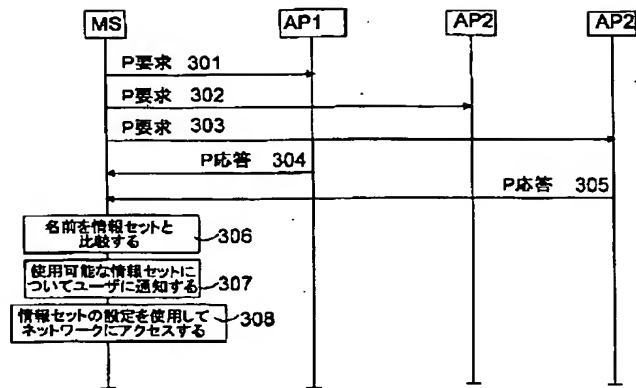 MS AP1 AP2 AP2
P要求 301
P要求 302
P要求 303
P応答 304
P応答 305
名前を情報セットと
比較する
306
使用可能な情報セットに
ついてユーザに通知する
307
情報セットの設定を使用して
ネットワークにアクセスする
308